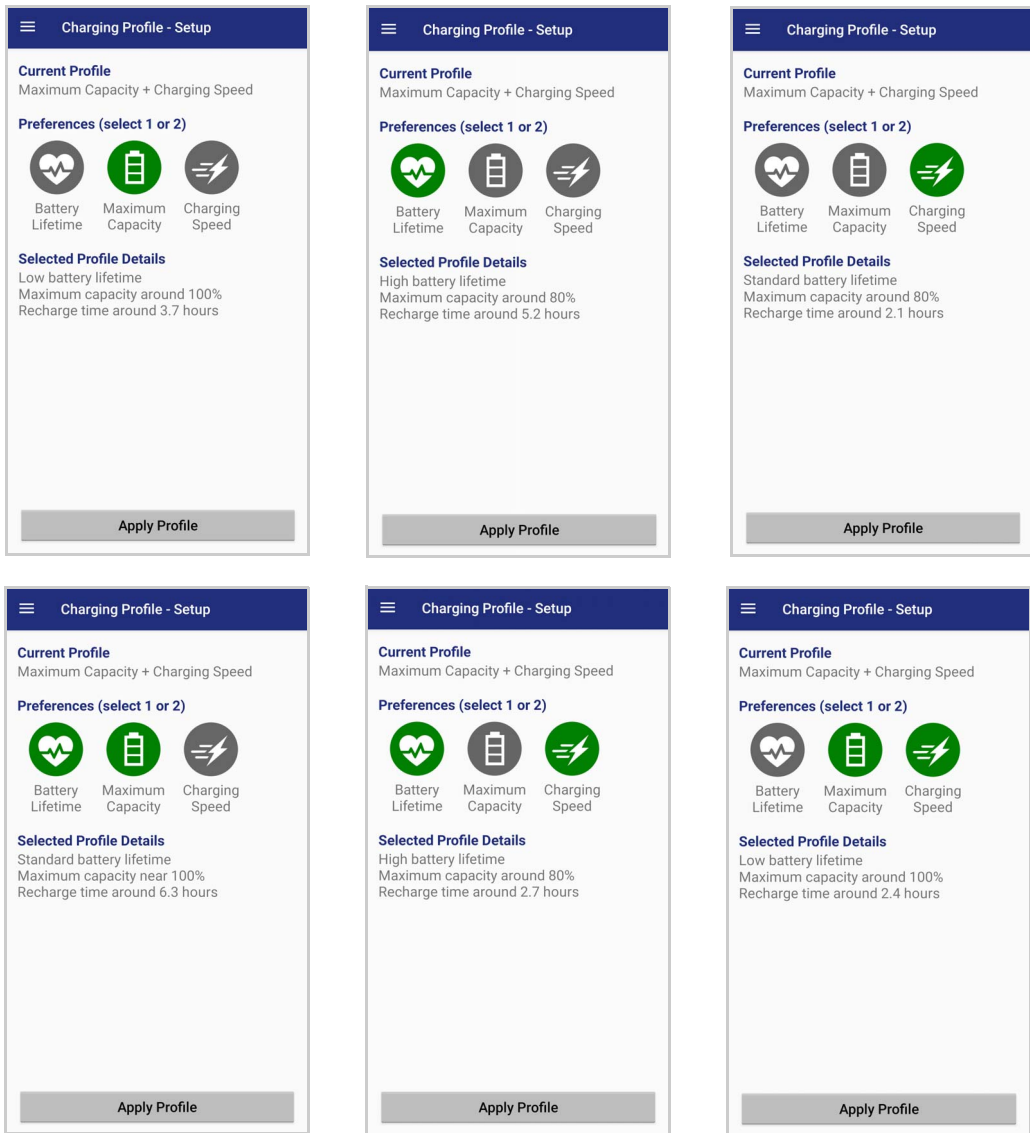 Charging Profile - Setup
Current Profile
Maximum Capacity + Charging Speed
Preferences (select 1 or 2)
Battery Lifetime
Maximum Capacity
Charging Speed
Selected Profile Details
Low battery lifetime
Maximum capacity around 100%
Recharge time around 3.7 hours
Apply Profile
Charging Profile - Setup
Current Profile
Maximum Capacity + Charging Speed
Preferences (select 1 or 2)
Battery Lifetime
Maximum Capacity
Charging Speed
Selected Profile Details
High battery lifetime
Maximum capacity around 80%
Recharge time around 5.2 hours
Apply Profile
Charging Profile - Setup
Current Profile
Maximum Capacity + Charging Speed
Preferences (select 1 or 2)
Battery Lifetime
Maximum Capacity
Charging Speed
Selected Profile Details
Standard battery lifetime
Maximum capacity around 80%
Recharge time around 2.1 hours
Apply Profile
Charging Profile - Setup
Current Profile
Maximum Capacity + Charging Speed
Preferences (select 1 or 2)
Battery Lifetime
Maximum Capacity
Charging Speed
Selected Profile Details
Standard battery lifetime
Maximum capacity near 100%
Recharge time around 6.3 hours
Apply Profile
Charging Profile - Setup
Current Profile
Maximum Capacity + Charging Speed
Preferences (select 1 or 2)
Battery Lifetime
Maximum Capacity
Charging Speed
Selected Profile Details
High battery lifetime
Maximum capacity around 80%
Recharge time around 2.7 hours
Apply Profile
Charging Profile - Setup
Current Profile
Maximum Capacity + Charging Speed
Preferences (select 1 or 2)
Battery Lifetime
Maximum Capacity
Charging Speed
Selected Profile Details
Low battery lifetime
Maximum capacity around 100%
Recharge time around 2.4 hours
Apply Profile